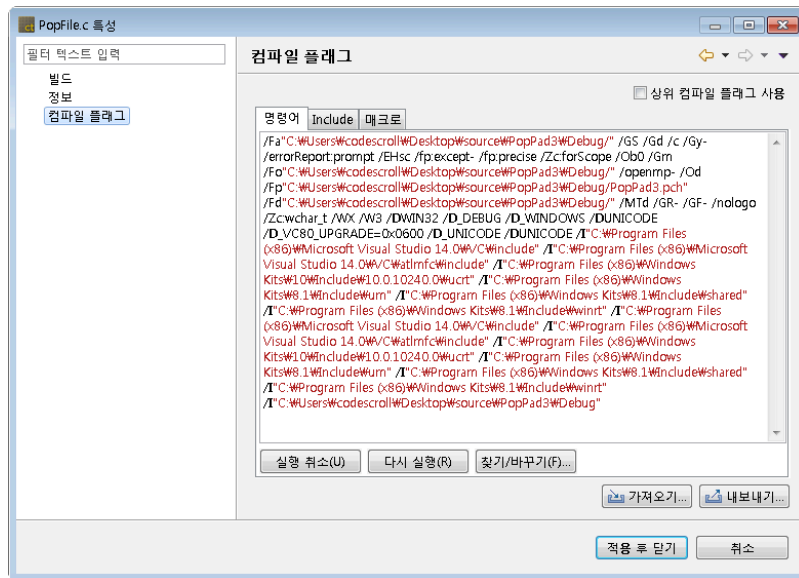 PopFile.c 특성
필터 텍스트 입력
빌드
정보
컴파일 플래그
컴파일 플래그
상위 컴파일 플래그 사용
명령어 Include 매크로
/Fa"C:₩Users₩codescroll₩Desktop₩source₩PopPad3₩Debug/" /GS /Gd /c /Gy-
/errorReport:prompt /EHsc /fp:except- /fp:precise /Zc:forScope /Ob0 /Gm
/Fo"C:₩Users₩codescroll₩Desktop₩source₩PopPad3₩Debug/" /openmp- /Od
/Fp"C:₩Users₩codescroll₩Desktop₩source₩PopPad3₩Debug/PopPad3.pch"
/Fd"C:₩Users₩codescroll₩Desktop₩source₩PopPad3₩Debug/" /MTd /GR- /GF- /nologo
/Zc:wchar_t /WX /W3 /DWIN32 /D_DEBUG /D_WINDOWS /DUNICODE
/D_VC80_UPGRADE=0x0600 /D_UNICODE /DUNICODE /I"C:₩Program Files
(x86)₩Microsoft Visual Studio 14.0₩VC₩include" /I"C:₩Program Files (x86)₩Microsoft
Visual Studio 14.0₩VC₩atlmfc₩include" /I"C:₩Program Files (x86)₩Windows
Kits₩10₩Include₩10.0.10240.0₩ucrt" /I"C:₩Program Files (x86)₩Windows
Kits₩8.1₩Include₩um" /I"C:₩Program Files (x86)₩Windows Kits₩8.1₩Include₩shared"
/I"C:₩Program Files (x86)₩Windows Kits₩8.1₩Include₩winrt" /I"C:₩Program Files
(x86)₩Microsoft Visual Studio 14.0₩VC₩include" /I"C:₩Program Files (x86)₩Microsoft
Visual Studio 14.0₩VC₩atlmfc₩include" /I"C:₩Program Files (x86)₩Windows
Kits₩10₩Include₩10.0.10240.0₩ucrt" /I"C:₩Program Files (x86)₩Windows
Kits₩8.1₩Include₩um" /I"C:₩Program Files (x86)₩Windows Kits₩8.1₩Include₩shared"
/I"C:₩Program Files (x86)₩Windows Kits₩8.1₩Include₩winrt"
/I"C:₩Users₩codescroll₩Desktop₩source₩PopPad3₩Debug"
실행 취소(U) 다시 실행(R) 찾기/바꾸기(F)...
가져오기... 내보내기...
적용 후 닫기 취소